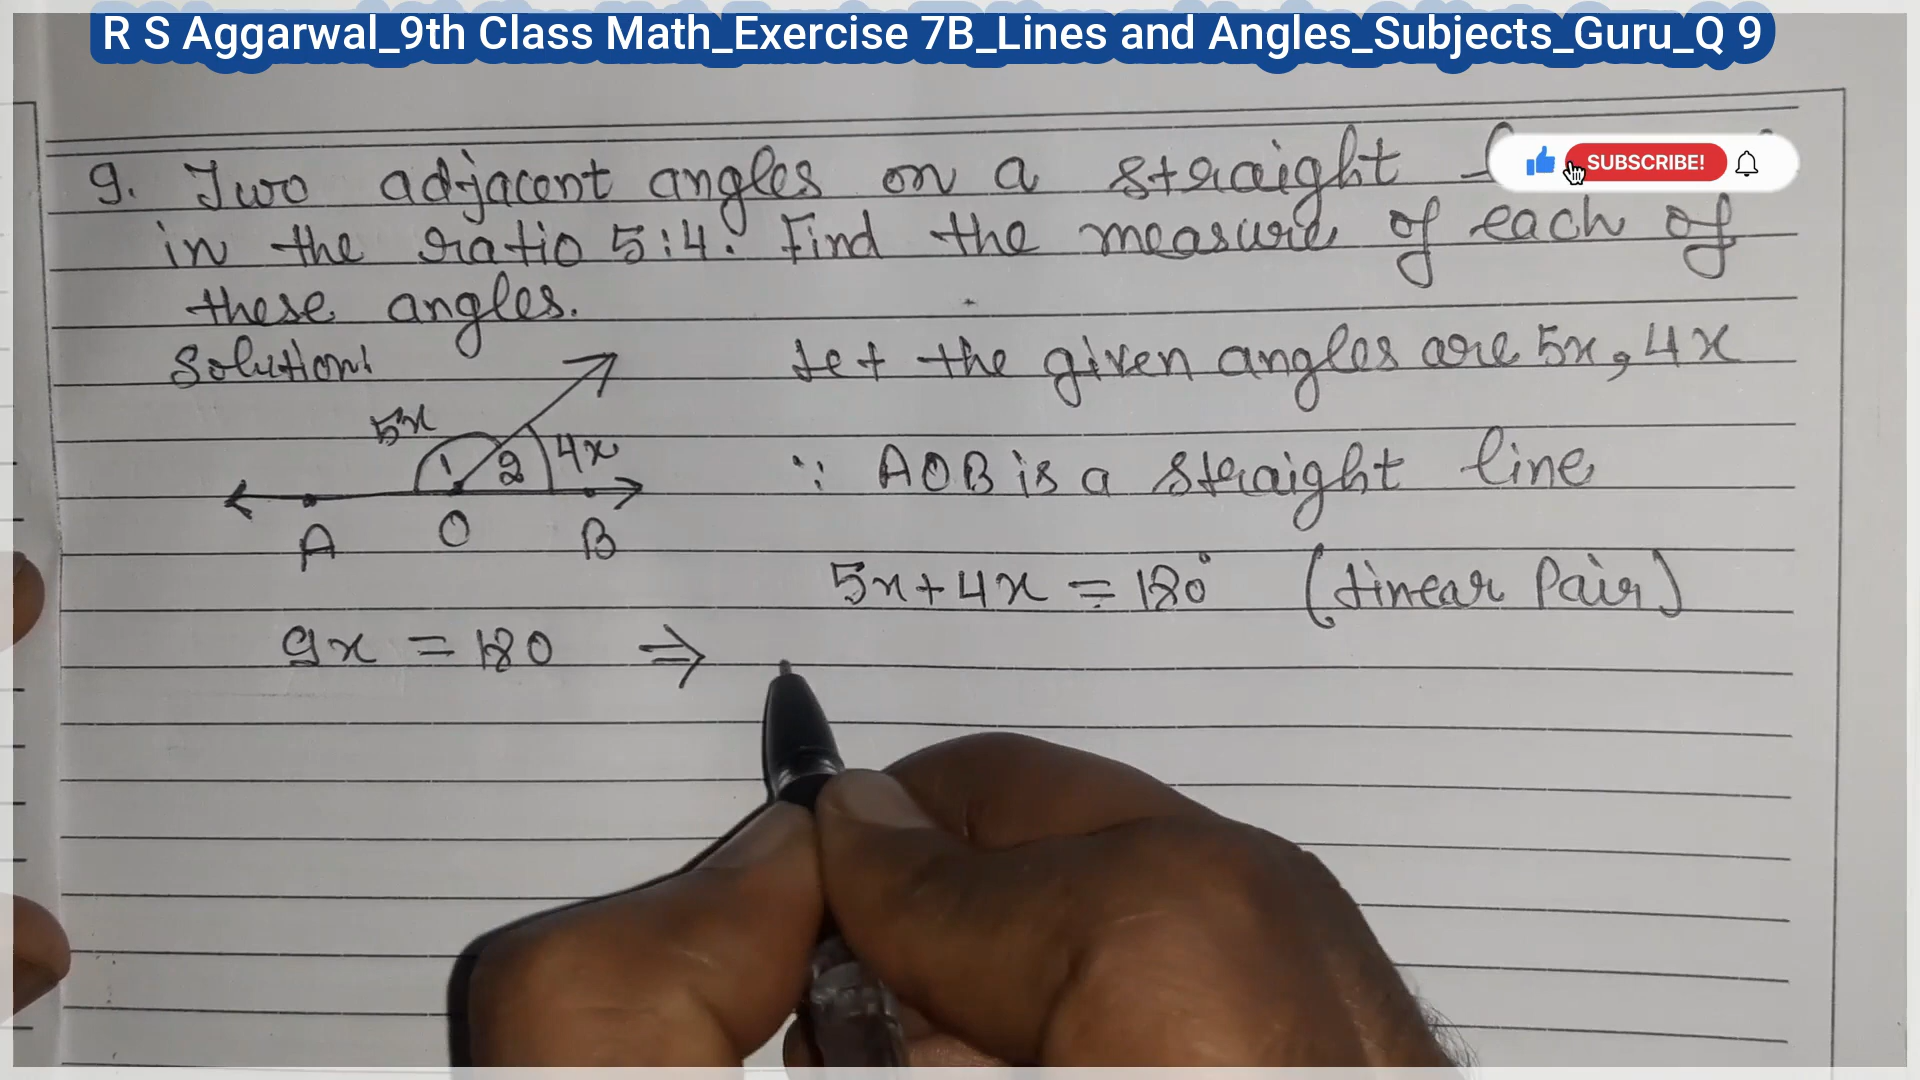 R S Aggarwal_9th Class Math_Exercise 7B_Lines and Angles_Subjects_Guru_Q 9
9. Two adjacent angles on a straight
SUBSCRIBE!
in the ratio 5:4. Find the measure of each of
these angles.
Solution:
Let the given angles are 5x, 4x
5x
1 2 4x
∵ AOB is a straight line
A O B
5x+4x = 180° (Linear Pair)
9x = 180 ⇒